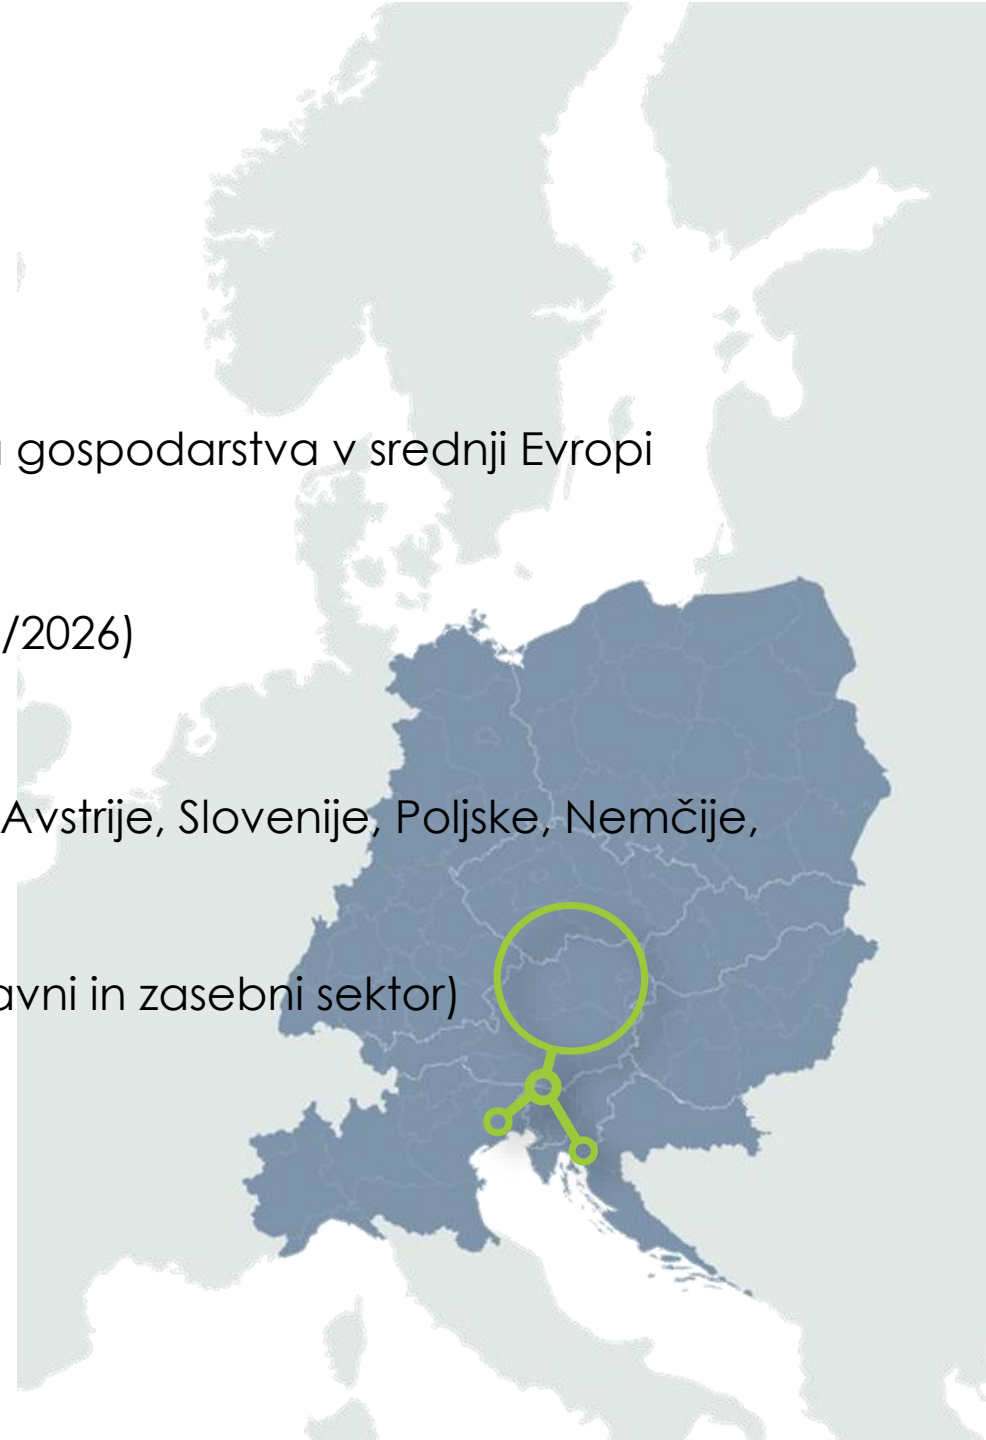 gospodarstva v srednji Evropi
/2026)
Avstrije, Slovenije, Poljske, Nemčije,
avni in zasebni sektor)